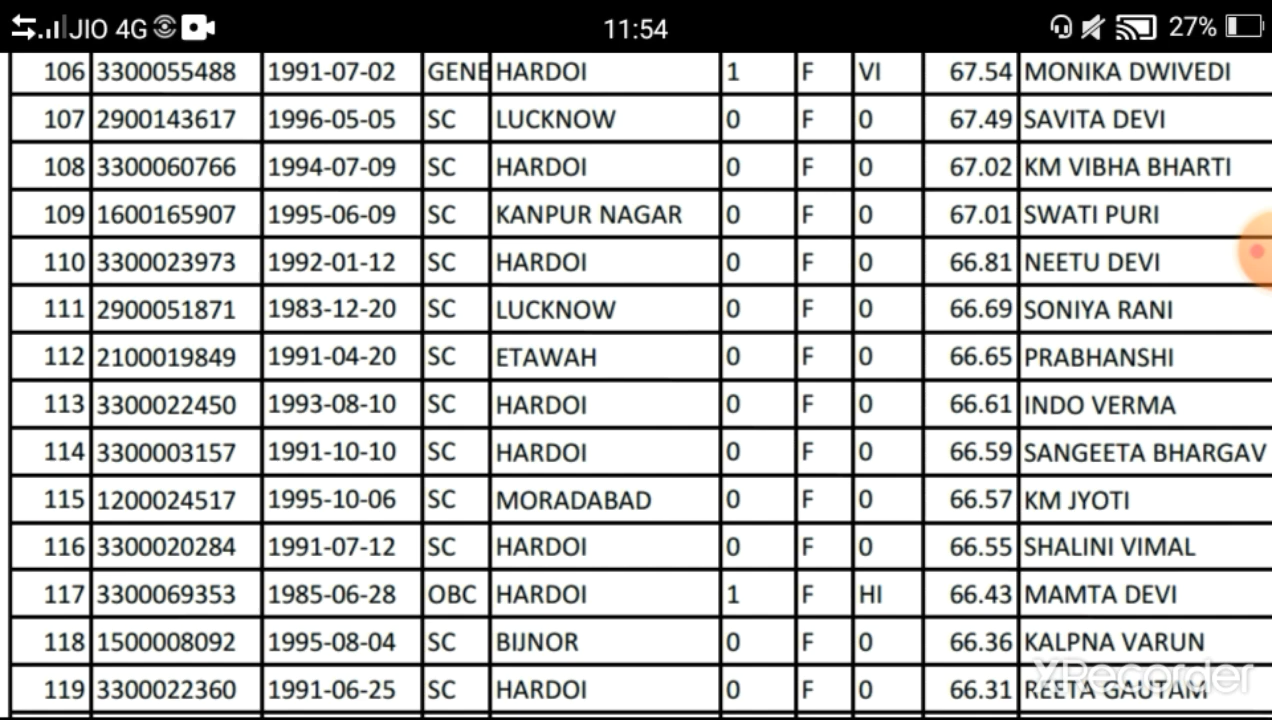 JIO 4G 11:54 27%
106 3300055488 1991-07-02 GENE HARDOI 1 F VI 67.54 MONIKA DWIVEDI
107 2900143617 1996-05-05 SC LUCKNOW 0 F 0 67.49 SAVITA DEVI
108 3300060766 1994-07-09 SC HARDOI 0 F 0 67.02 KM VIBHA BHARTI
109 1600165907 1995-06-09 SC KANPUR NAGAR 0 F 0 67.01 SWATI PURI
110 3300023973 1992-01-12 SC HARDOI 0 F 0 66.81 NEETU DEVI
111 2900051871 1983-12-20 SC LUCKNOW 0 F 0 66.69 SONIYA RANI
112 2100019849 1991-04-20 SC ETAWAH 0 F 0 66.65 PRABHANSHI
113 3300022450 1993-08-10 SC HARDOI 0 F 0 66.61 INDO VERMA
114 3300003157 1991-10-10 SC HARDOI 0 F 0 66.59 SANGEETA BHARGAV
115 1200024517 1995-10-06 SC MORADABAD 0 F 0 66.57 KM JYOTI
116 3300020284 1991-07-12 SC HARDOI 0 F 0 66.55 SHALINI VIMAL
117 3300069353 1985-06-28 OBC HARDOI 1 F HI 66.43 MAMTA DEVI
118 1500008092 1995-08-04 SC BIJNOR 0 F 0 66.36 KALPNA VARUN
119 3300022360 1991-06-25 SC HARDOI 0 F 0 66.31 REETA GAUTAM
XRecorder